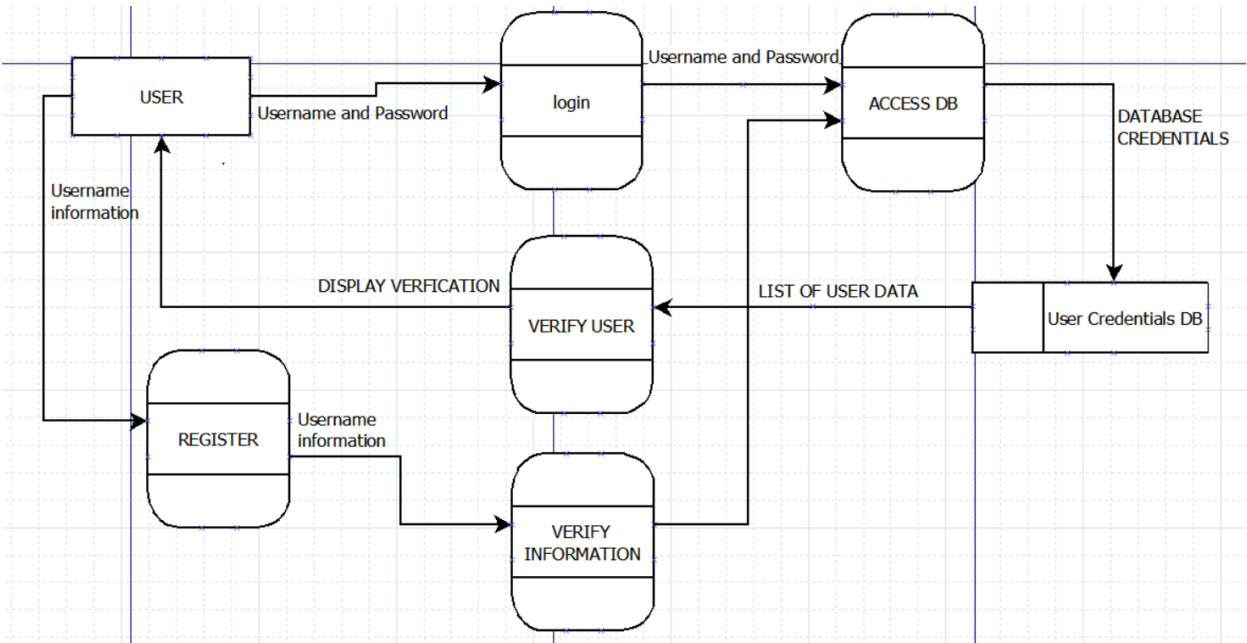 Username and Password
USER
login
ACCESS DB
Username and Password
DATABASE
CREDENTIALS
Username
information
DISPLAY VERFICATION
LIST OF USER DATA
User Credentials DB
VERIFY USER
REGISTER
Username
information
VERIFY
INFORMATION